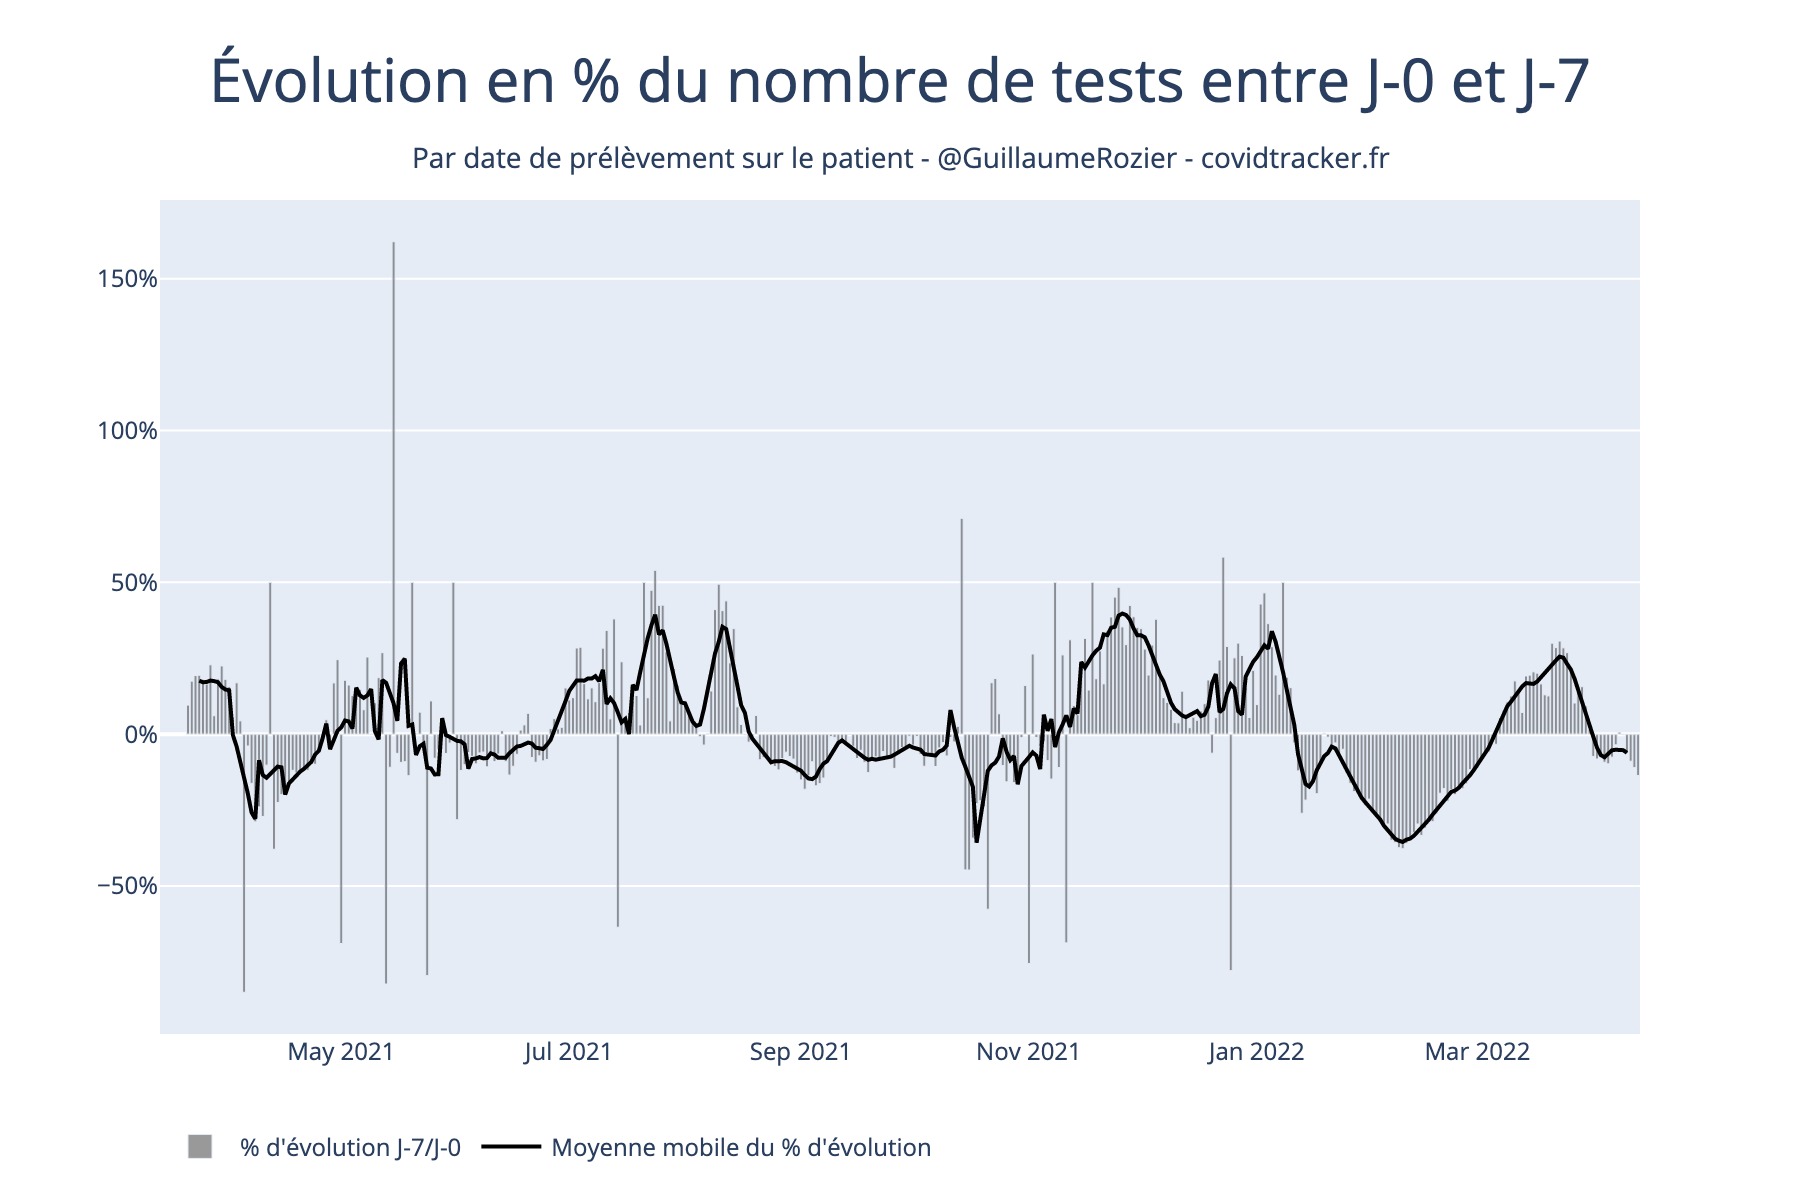 Évolution en % du nombre de tests entre J-0 et J-7
Par date de prélèvement sur le patient - @GuillaumeRozier - covidtracker.fr
150%
100%
50%
0%
−50%
May 2021 Jul 2021 Sep 2021 Nov 2021 Jan 2022 Mar 2022
% d'évolution J-7/J-0 Moyenne mobile du % d'évolution